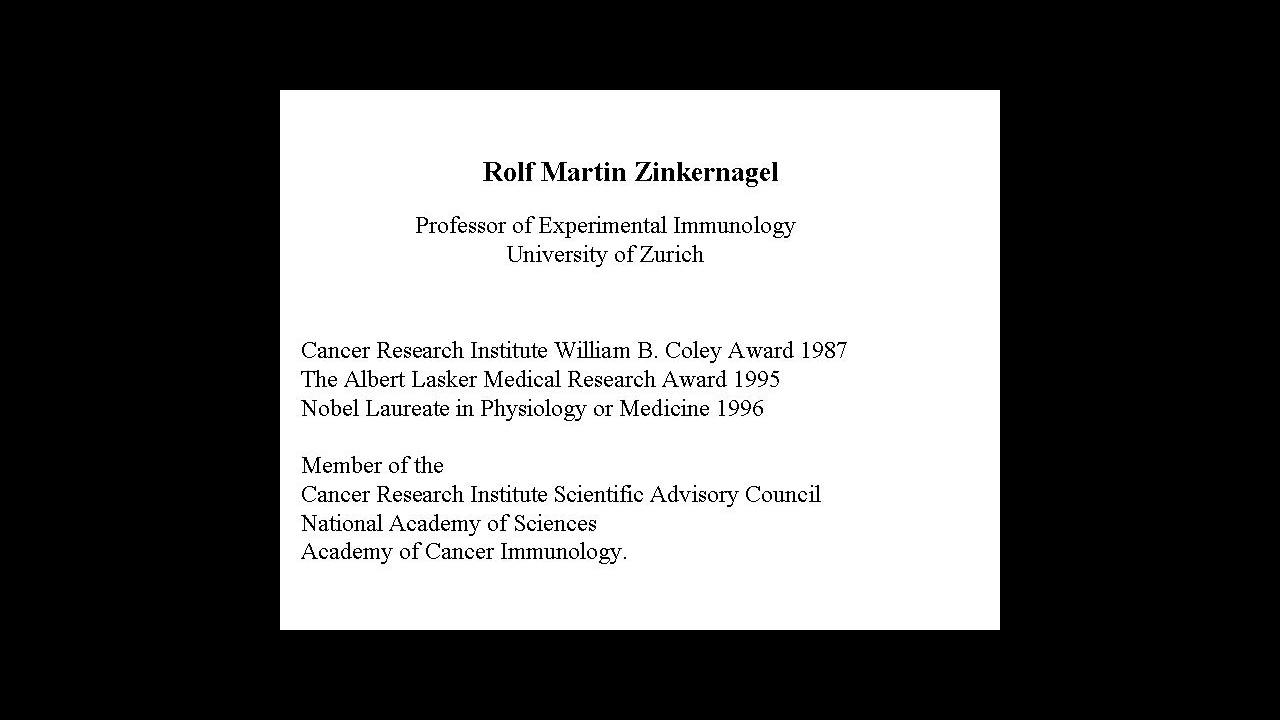 Rolf Martin Zinkernagel
Professor of Experimental Immunology
University of Zurich
Cancer Research Institute William B. Coley Award 1987
The Albert Lasker Medical Research Award 1995
Nobel Laureate in Physiology or Medicine 1996
Member of the
Cancer Research Institute Scientific Advisory Council
National Academy of Sciences
Academy of Cancer Immunology.